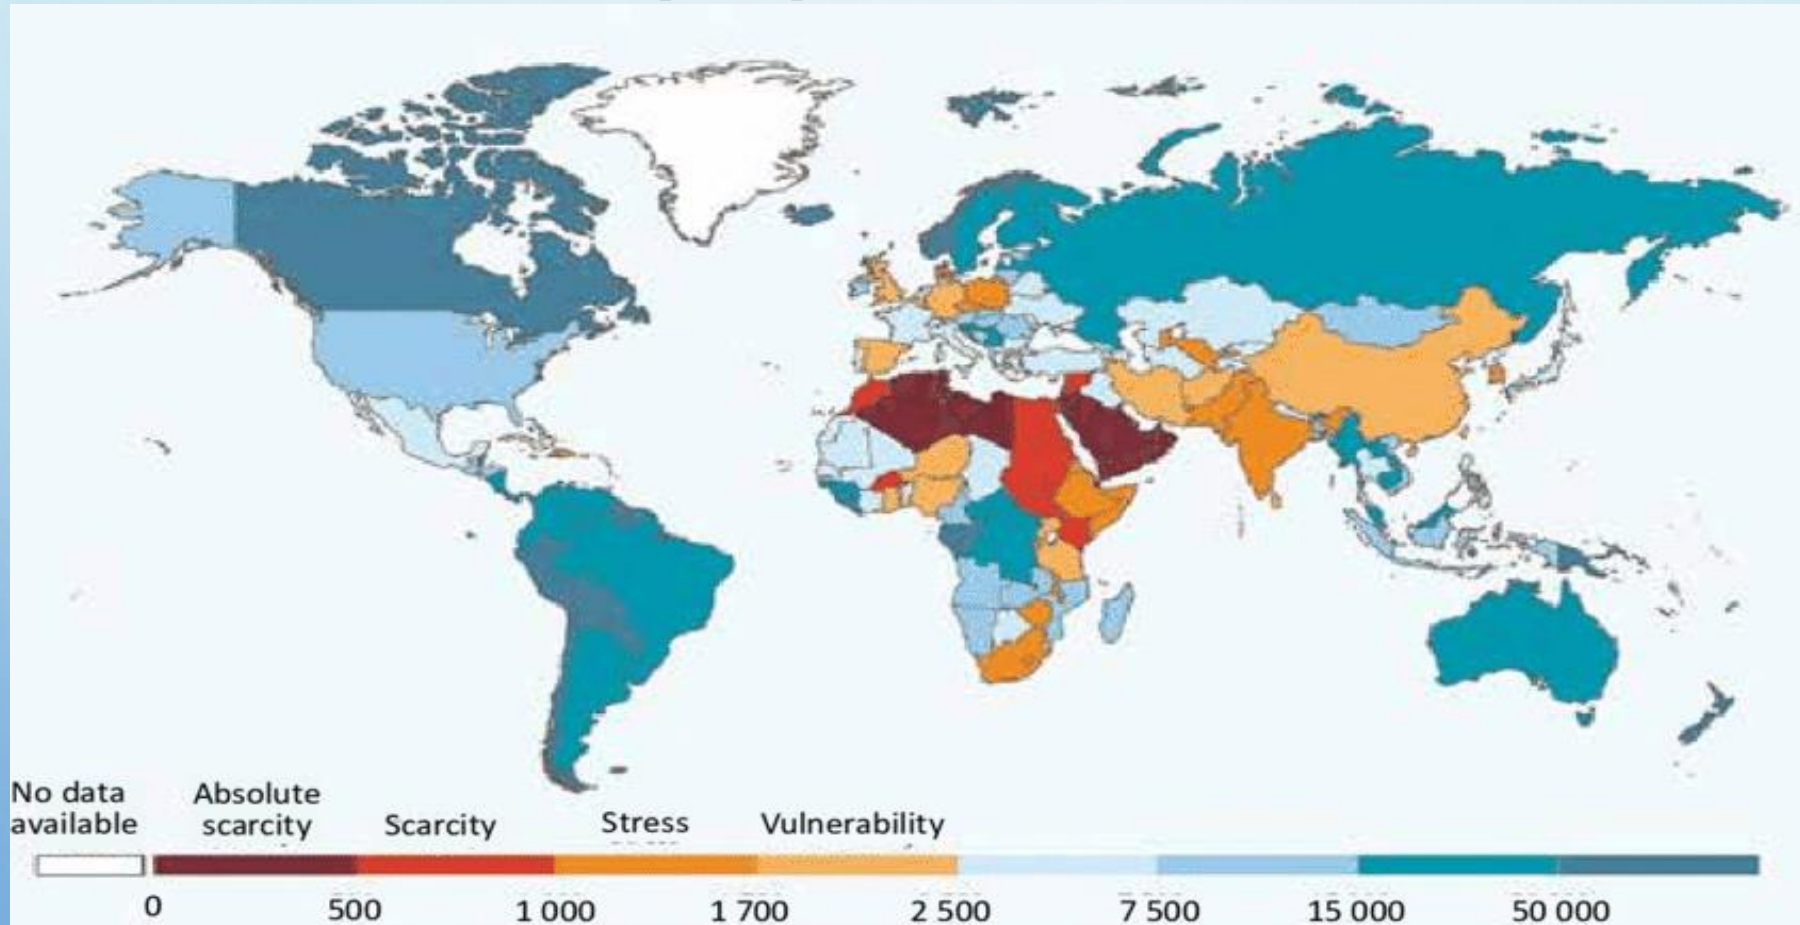 No data
available
Absolute
scarcity
Scarcity
Stress
Vulnerability
0
500
1 000
1 700
2 500
7 500
15 000
50 000